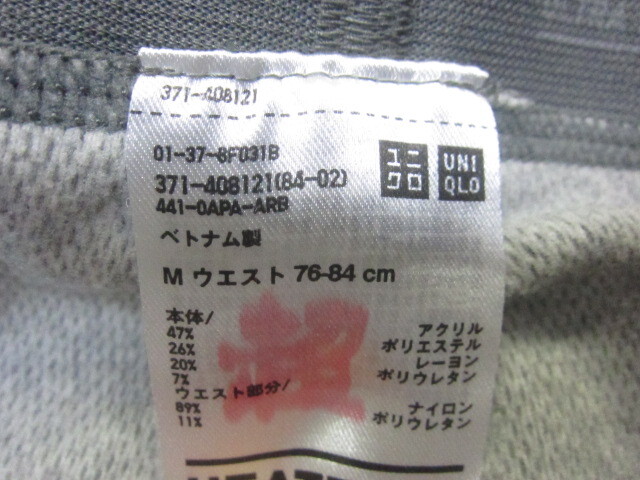 371-408121
01-37-8F031B
ユニ
クロ
UNI
QLO
371-408121(84-02)
441-0APA-ARB
ベトナム製
M ウエスト 76-84 cm
本体/
47% アクリル
26% ポリエステル
20% レーヨン
7% ポリウレタン
ウエスト部分/
89% ナイロン
11% ポリウレタン